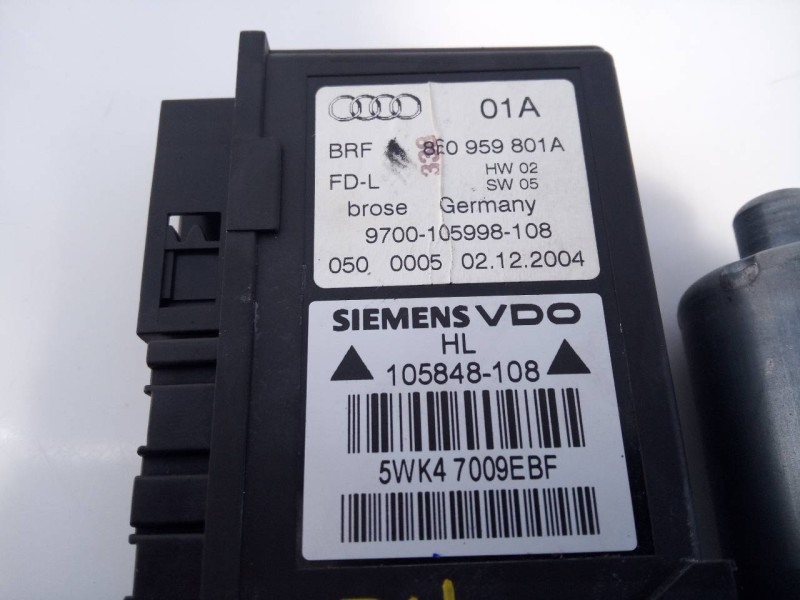 01A
BRF 8E0 959 801A
338
FD-L HW 02
SW 05
brose Germany
9700-105998-108
050 0005 02.12.2004
SIEMENS VDO
HL
105848-108
5WK4 7009EBF